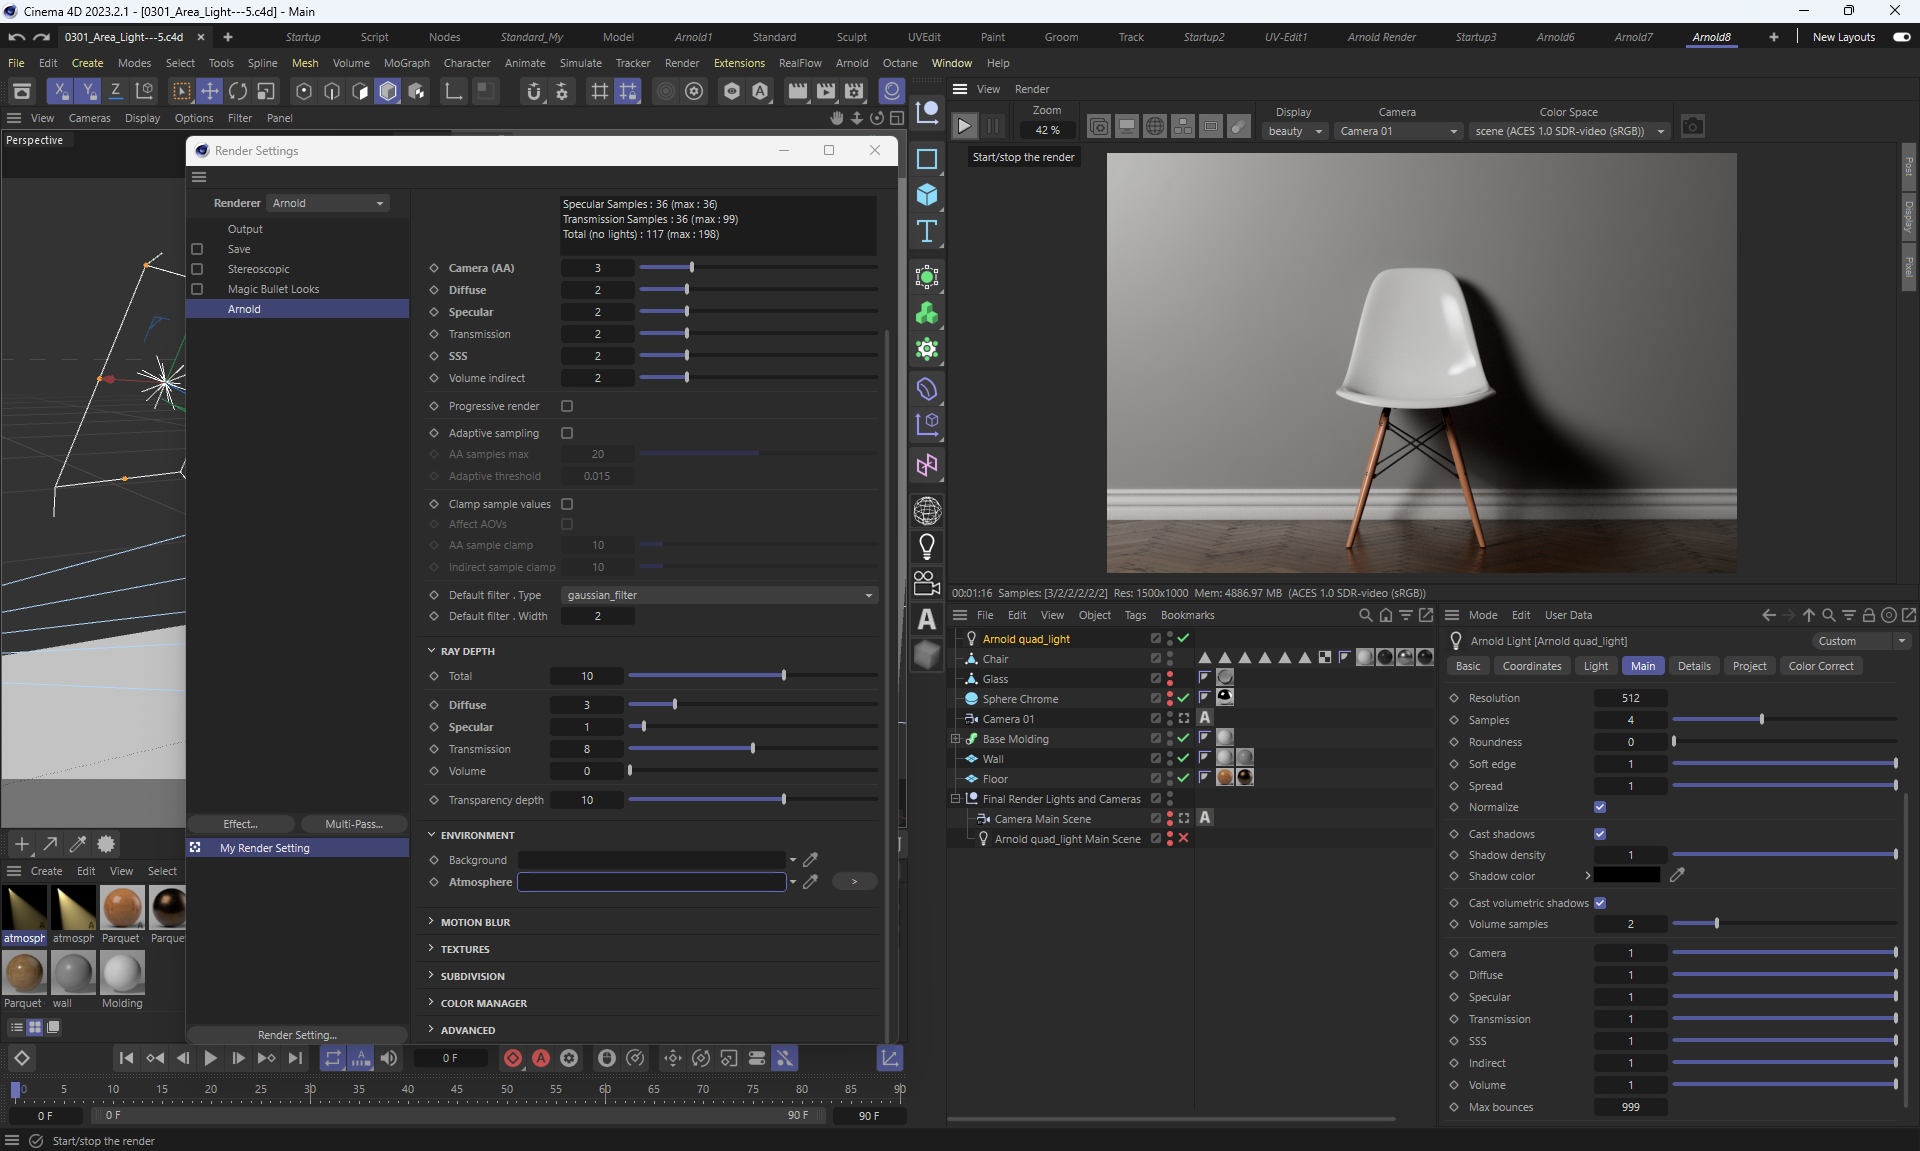 Cinema 4D 2023.2.1 - [0301_Area_Light---5.c4d] - Main
0301_Area_Light---5.c4d × + Startup Script Nodes Standard_My Model Arnold1 Standard Sculpt UVEdit Paint Groom Track Startup2 UV-Edit1 Arnold Render Startup3 Arnold6 Arnold7 Arnold8 + New Layouts
File Edit Create Modes Select Tools Spline Mesh Volume MoGraph Character Animate Simulate Tracker Render Extensions RealFlow Arnold Octane Window Help
View Cameras Display Options Filter Panel
Perspective
Render Settings
Renderer Arnold
Output
Save
Stereoscopic
Magic Bullet Looks
Arnold
Effect... Multi-Pass...
My Render Setting
Render Setting...
Specular Samples : 36 (max : 36)
Transmission Samples : 36 (max : 99)
Total (no lights) : 117 (max : 198)
Camera (AA) 3
Diffuse 2
Specular 2
Transmission 2
SSS 2
Volume indirect 2
Progressive render
Adaptive sampling
AA samples max 20
Adaptive threshold 0.015
Clamp sample values
Affect AOVs
AA sample clamp 10
Indirect sample clamp 10
Default filter . Type gaussian_filter
Default filter . Width 2
RAY DEPTH
Total 10
Diffuse 3
Specular 1
Transmission 8
Volume 0
Transparency depth 10
ENVIRONMENT
Background
Atmosphere >
MOTION BLUR
TEXTURES
SUBDIVISION
COLOR MANAGER
ADVANCED
Create Edit View Select
atmosph atmosph Parquet Parque
Parquet wall Molding
0 F
0 5 10 15 20 25 30 35 40 45 50 55 60 65 70 75 80 85 90
0 F 0 F 90 F 90 F
Start/stop the render
View Render
Zoom Display Camera Color Space
42 % beauty Camera 01 scene (ACES 1.0 SDR-video (sRGB))
Start/stop the render
Post
Display
Pixel
00:01:16 Samples: [3/2/2/2/2/2] Res: 1500x1000 Mem: 4886.97 MB (ACES 1.0 SDR-video (sRGB))
File Edit View Object Tags Bookmarks
Arnold quad_light
Chair
Glass
Sphere Chrome
Camera 01
Base Molding
Wall
Floor
Final Render Lights and Cameras
Camera Main Scene
Arnold quad_light Main Scene
Mode Edit User Data
Arnold Light [Arnold quad_light] Custom
Basic Coordinates Light Main Details Project Color Correct
Resolution 512
Samples 4
Roundness 0
Soft edge 1
Spread 1
Normalize
Cast shadows
Shadow density 1
Shadow color
Cast volumetric shadows
Volume samples 2
Camera 1
Diffuse 1
Specular 1
Transmission 1
SSS 1
Indirect 1
Volume 1
Max bounces 999